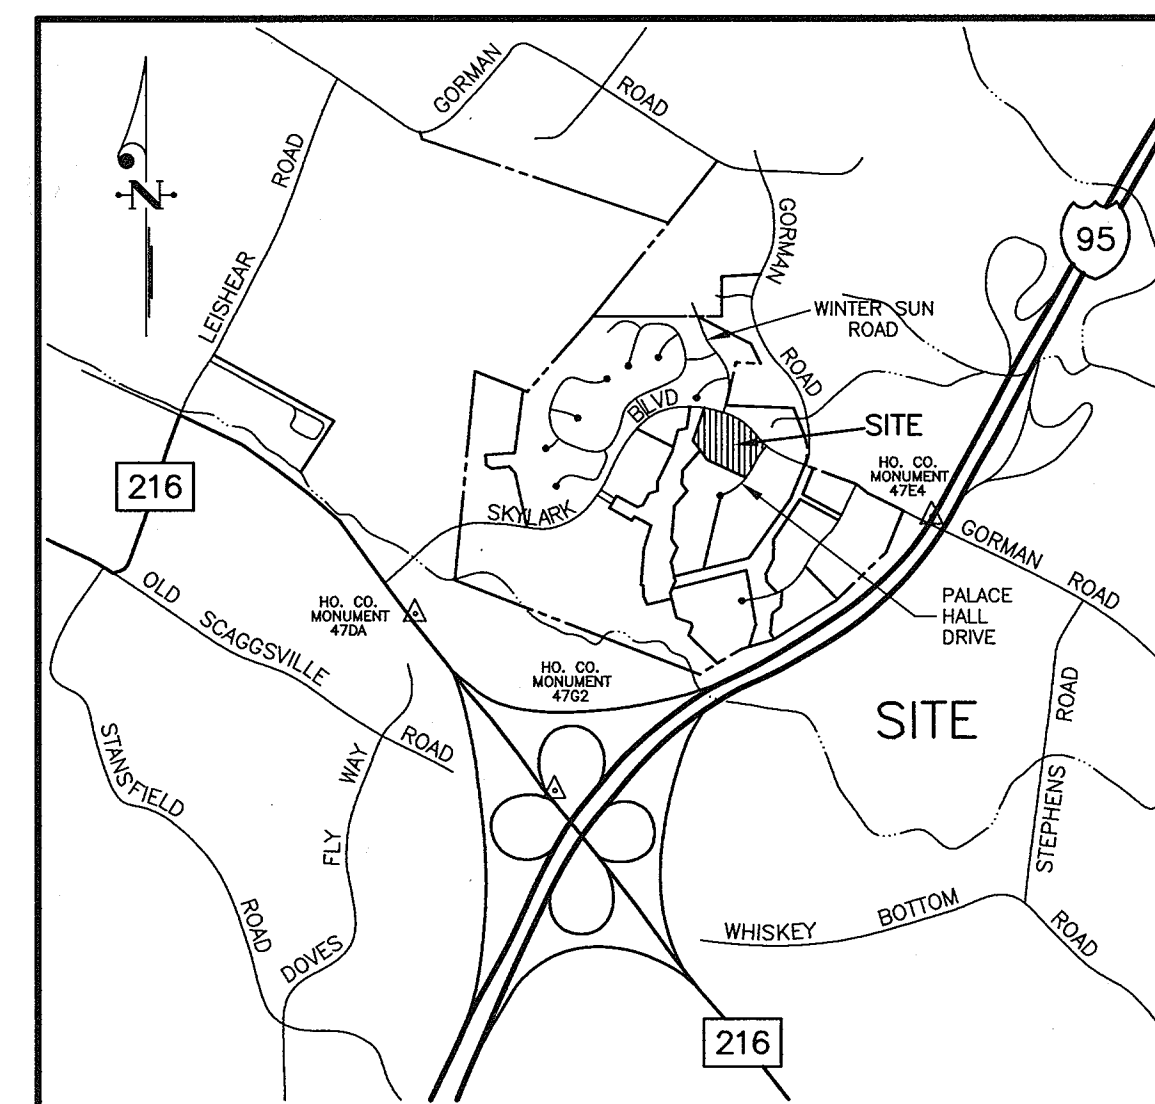 GORMAN
ROAD
LEISHEAR
ROAD
N
GORMAN
ROAD
95
WINTER SUN
ROAD
BLVD
SKYLARK
SITE
HO. CO.
MONUMENT
47E4
216
GORMAN
ROAD
OLD
SCAGGSVILLE
ROAD
HO. CO.
MONUMENT
47DA
PALACE
HALL
DRIVE
HO. CO.
MONUMENT
47G2
SITE
STANSFIELD
ROAD
DOVES
FLY
WAY
STEPHENS
ROAD
WHISKEY
BOTTOM
ROAD
216